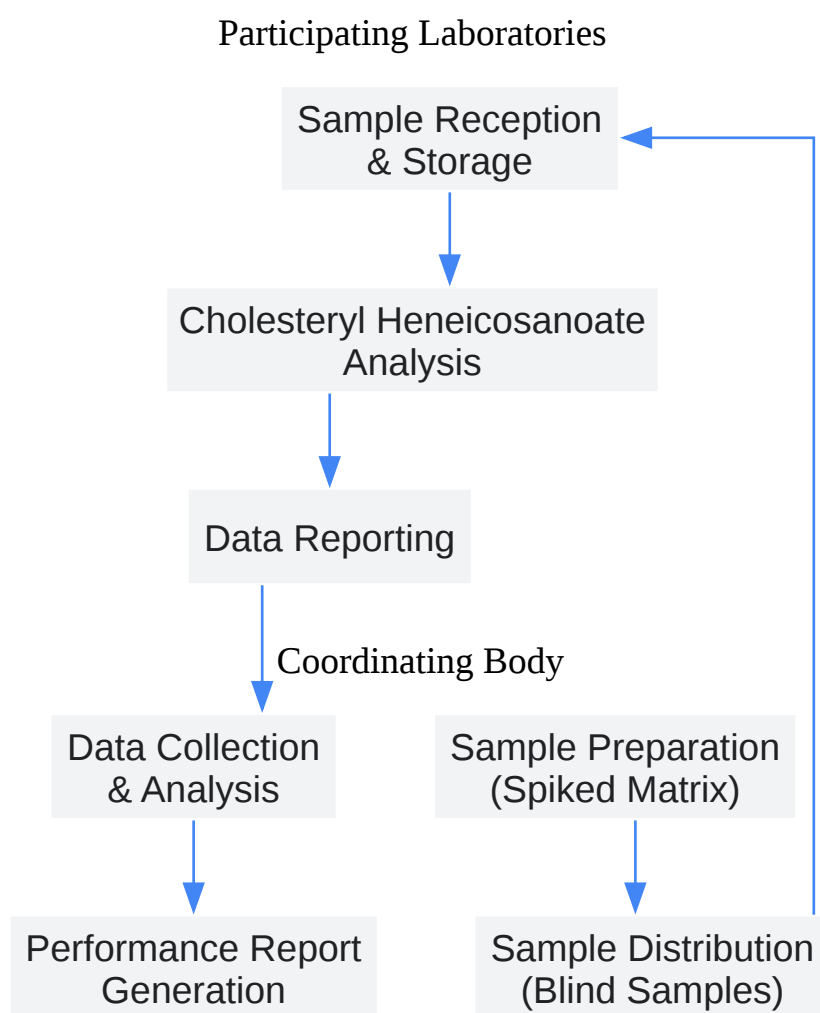 Participating Laboratories
Sample Reception
& Storage
Cholesteryl Heneicosanoate
Analysis
Data Reporting
Coordinating Body
Data Collection
& Analysis
Sample Preparation
(Spiked Matrix)
Performance Report
Generation
Sample Distribution
(Blind Samples)